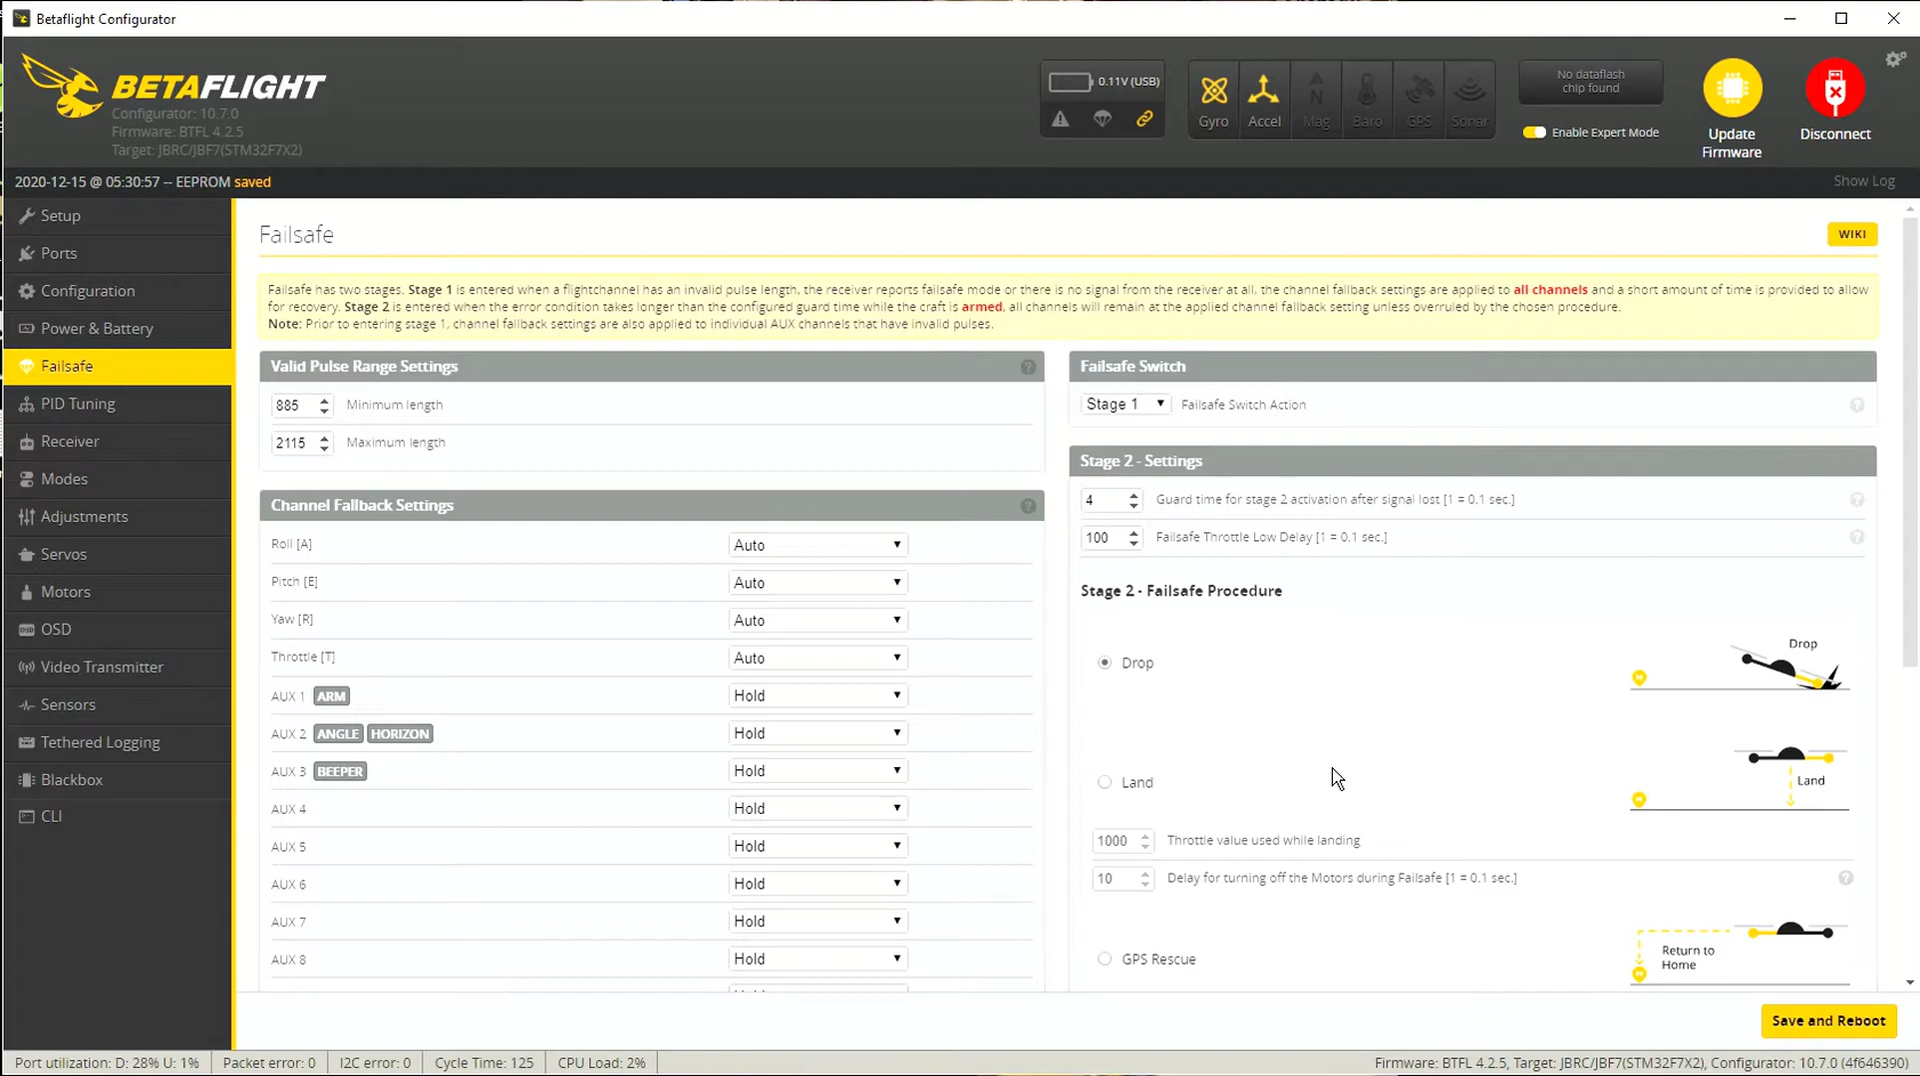 Betaflight Configurator
BETAFLIGHT
Configurator: 10.7.0
Firmware: BTFL 4.2.5
Target: JBRC/JBF7(STM32F7X2)
0.11V (USB)
Gyro
Accel
Mag
Baro
GPS
Sonar
No dataflash
chip found
Enable Expert Mode
Update
Firmware
Disconnect
2020-12-15 @ 05:30:57 -- EEPROM saved
Show Log
Setup
Ports
Configuration
Power & Battery
Failsafe
PID Tuning
Receiver
Modes
Adjustments
Servos
Motors
OSD
Video Transmitter
Sensors
Tethered Logging
Blackbox
CLI
Failsafe
WIKI
Failsafe has two stages. Stage 1 is entered when a flightchannel has an invalid pulse length, the receiver reports failsafe mode or there is no signal from the receiver at all, the channel fallback settings are applied to all channels and a short amount of time is provided to allow
for recovery. Stage 2 is entered when the error condition takes longer than the configured guard time while the craft is armed, all channels will remain at the applied channel fallback setting unless overruled by the chosen procedure.
Note: Prior to entering stage 1, channel fallback settings are also applied to individual AUX channels that have invalid pulses.
Valid Pulse Range Settings
885 Minimum length
2115 Maximum length
Channel Fallback Settings
Roll [A] Auto
Pitch [E] Auto
Yaw [R] Auto
Throttle [T] Auto
AUX 1 ARM Hold
AUX 2 ANGLE HORIZON Hold
AUX 3 BEEPER Hold
AUX 4 Hold
AUX 5 Hold
AUX 6 Hold
AUX 7 Hold
AUX 8 Hold
Failsafe Switch
Stage 1 Failsafe Switch Action
Stage 2 - Settings
4 Guard time for stage 2 activation after signal lost [1 = 0.1 sec.]
100 Failsafe Throttle Low Delay [1 = 0.1 sec.]
Stage 2 - Failsafe Procedure
Drop
Drop
Land
Land
1000 Throttle value used while landing
10 Delay for turning off the Motors during Failsafe [1 = 0.1 sec.]
GPS Rescue
Return to
Home
Save and Reboot
Port utilization: D: 28% U: 1%
Packet error: 0
I2C error: 0
Cycle Time: 125
CPU Load: 2%
Firmware: BTFL 4.2.5, Target: JBRC/JBF7(STM32F7X2), Configurator: 10.7.0 (4f646390)